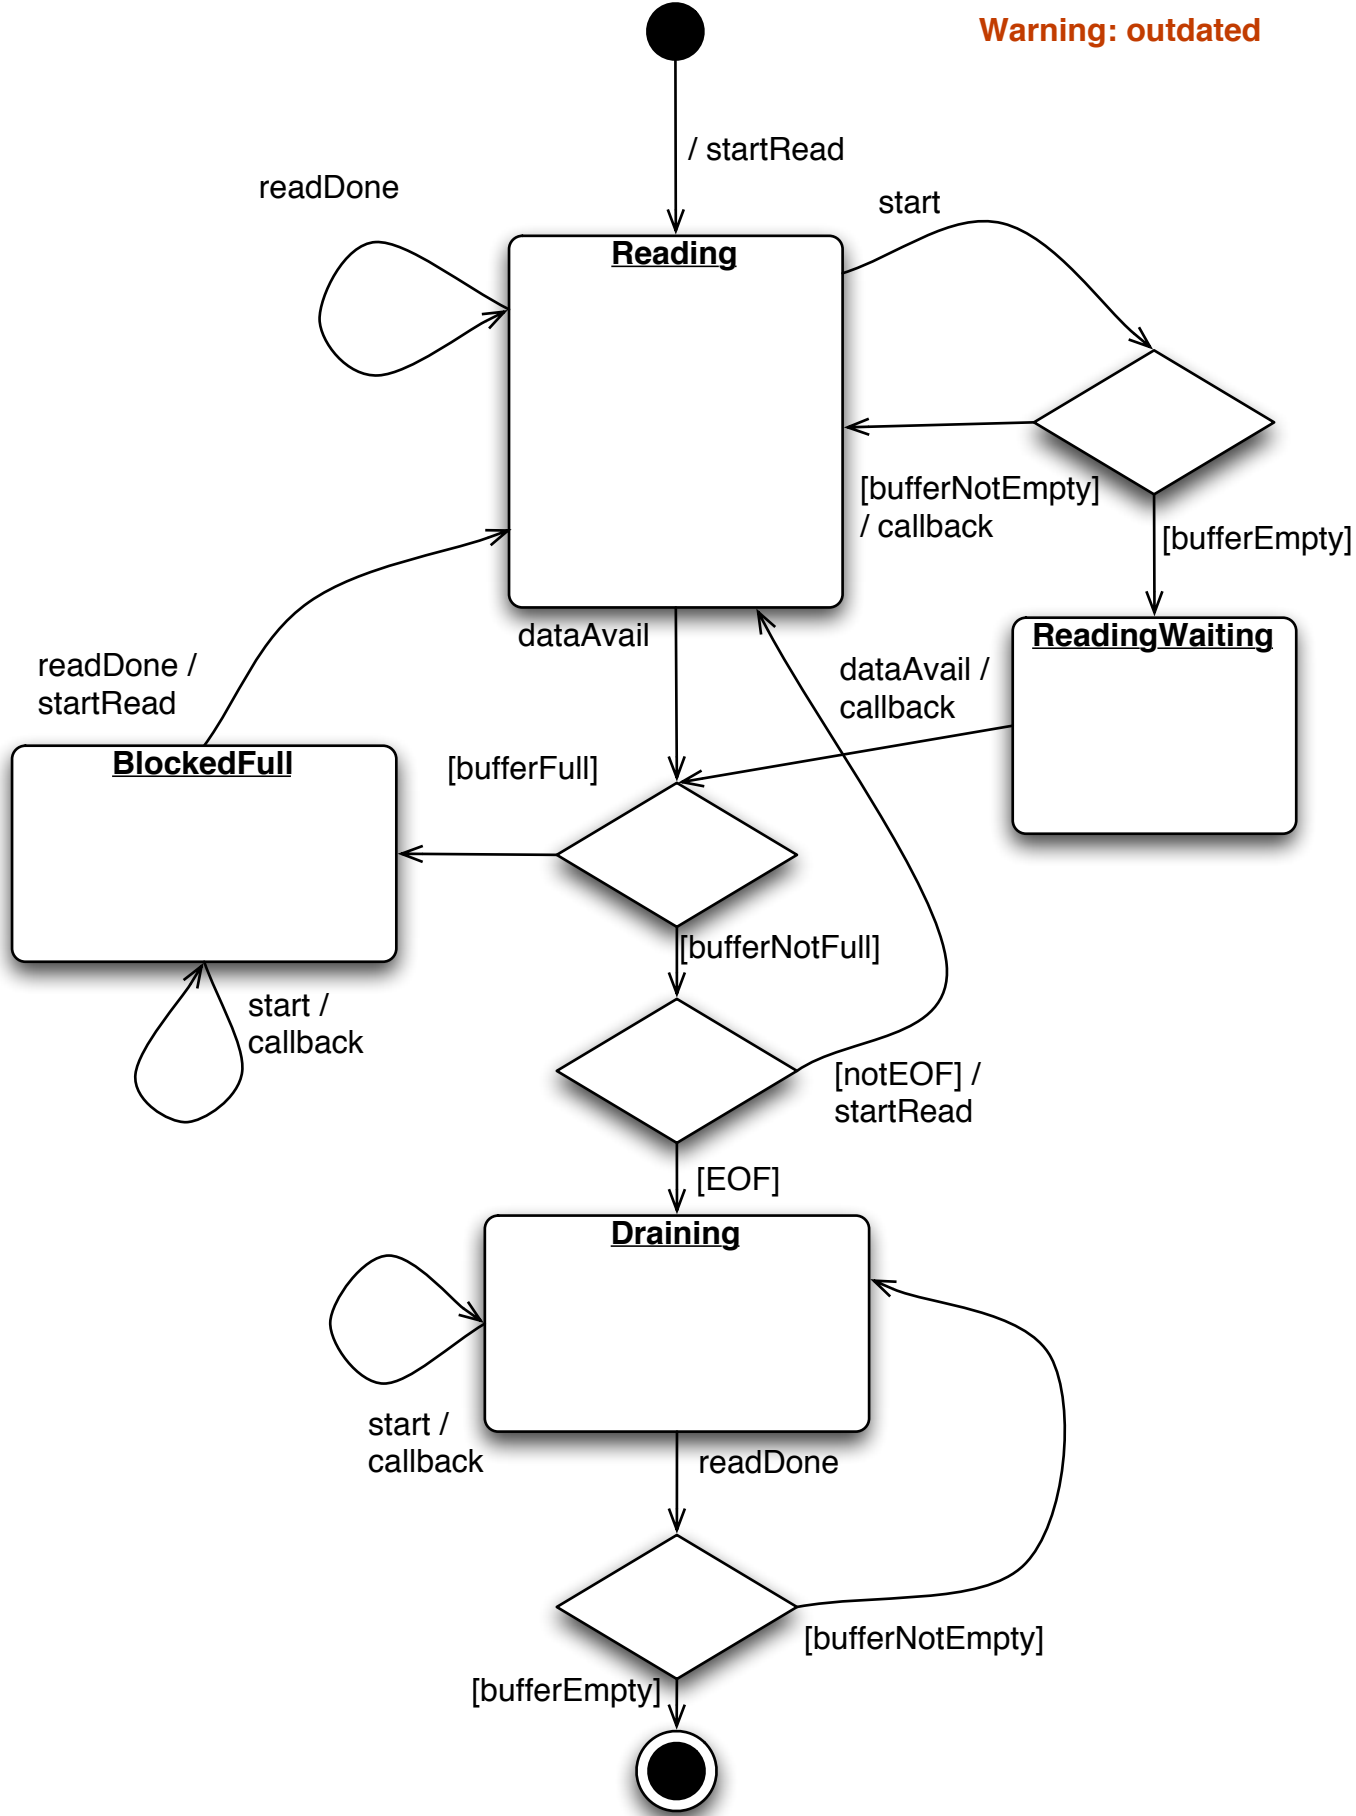 Warning: outdated
/ startRead
readDone
start
Reading
[bufferNotEmpty]
/ callback
[bufferEmpty]
dataAvail
ReadingWaiting
readDone /
startRead
dataAvail /
callback
BlockedFull
[bufferFull]
[bufferNotFull]
start /
callback
[notEOF] /
startRead
[EOF]
Draining
start /
callback
readDone
[bufferNotEmpty]
[bufferEmpty]